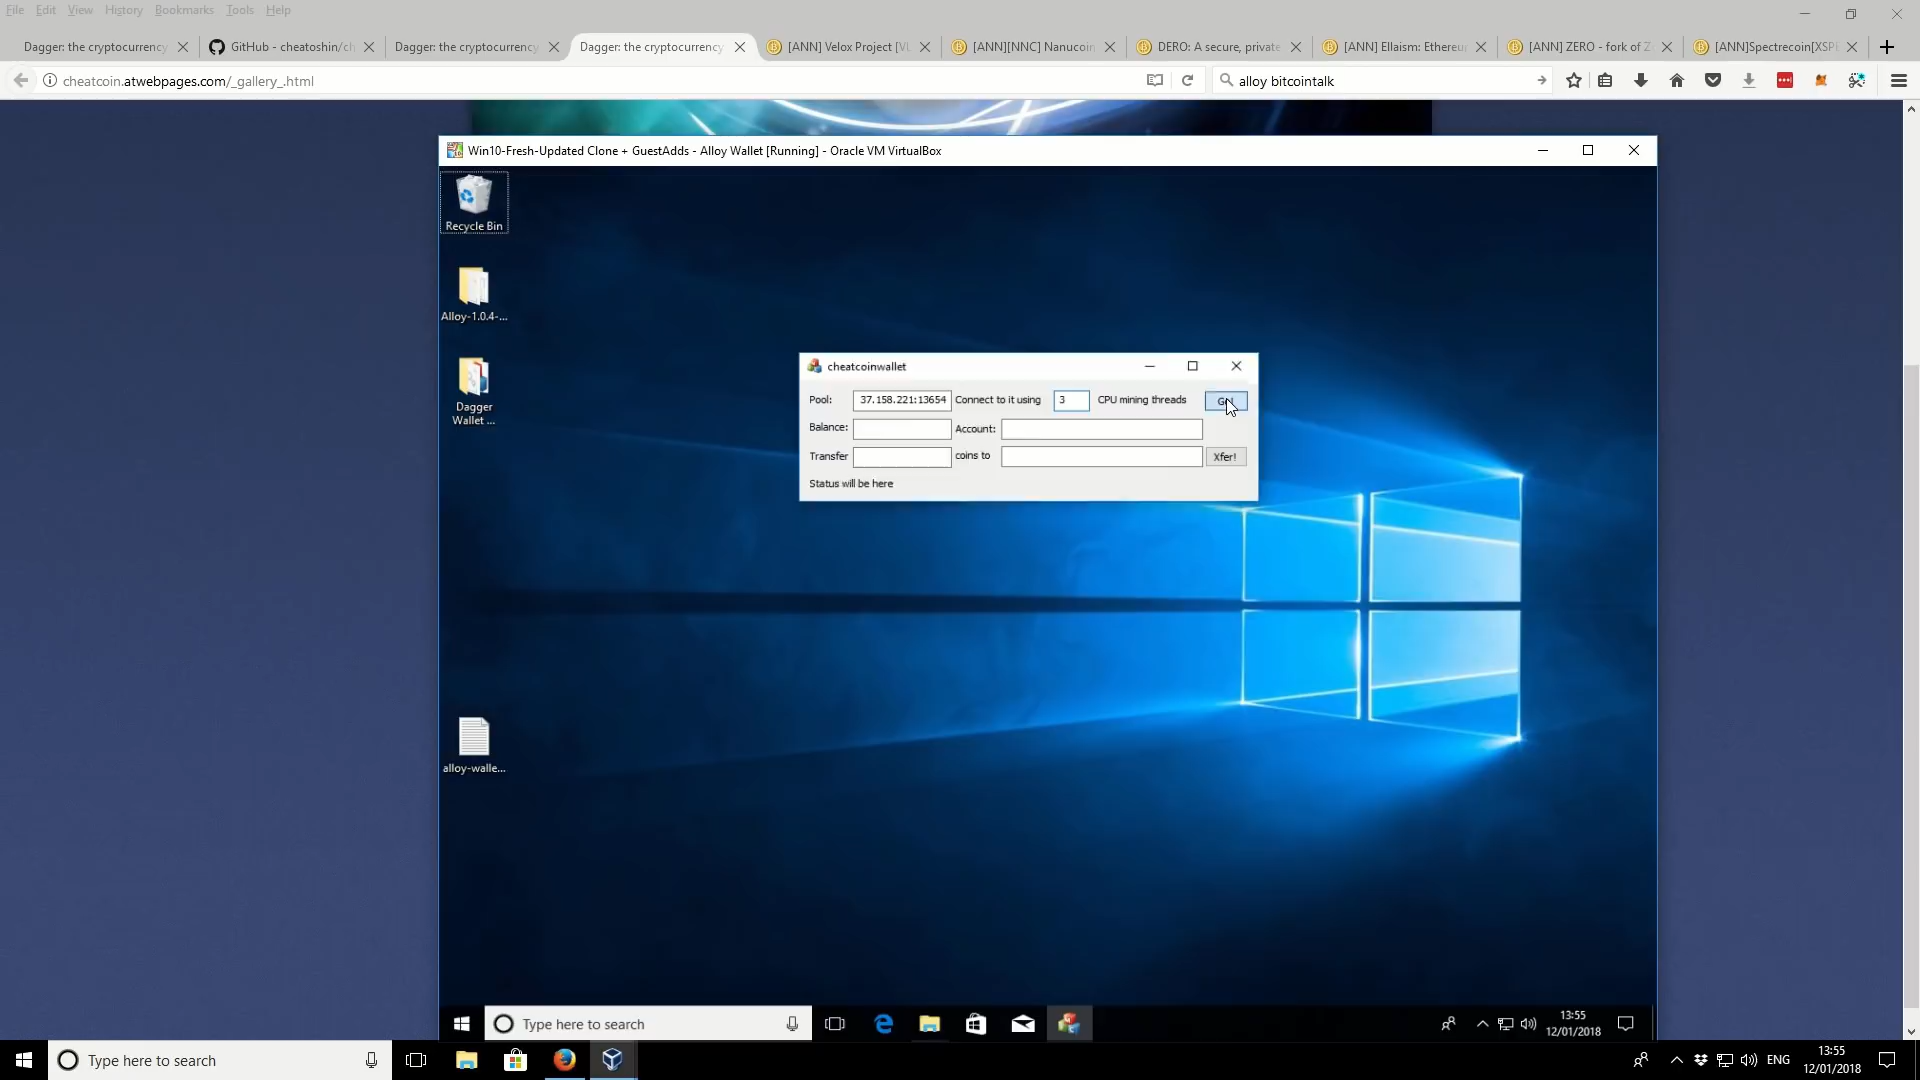 File Edit View History Bookmarks Tools Help
Dagger: the cryptocurrency
GitHub - cheatoshin/ch
Dagger: the cryptocurrency
Dagger: the cryptocurrency
[ANN] Velox Project [VL
[ANN][NNC] Nanucoin
DERO: A secure, private
[ANN] Ellaism: Ethereu
[ANN] ZERO - fork of Z
[ANN]Spectrecoin[XSPE
cheatcoin.atwebpages.com/_gallery_.html
alloy bitcointalk
Win10-Fresh-Updated Clone + GuestAdds - Alloy Wallet [Running] - Oracle VM VirtualBox
Recycle Bin
Alloy-1.0.4-...
Dagger
Wallet ...
alloy-walle...
cheatcoinwallet
Pool: 37.158.221:13654 Connect to it using 3 CPU mining threads
Balance: Account:
Transfer coins to Xfer!
Status will be here
Type here to search
13:55
12/01/2018
Type here to search
ENG
13:55
12/01/2018